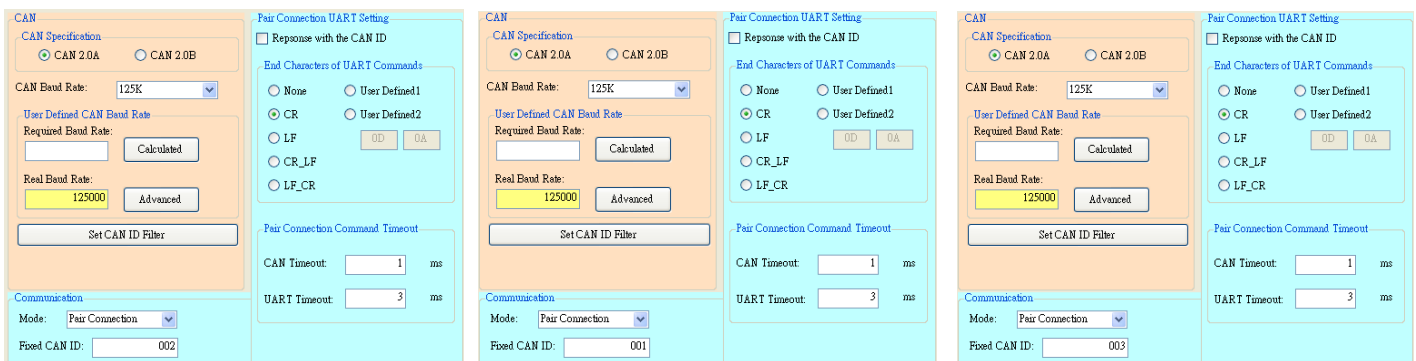 CAN
CAN Specification
CAN 2.0A CAN 2.0B
CAN Baud Rate: 125K
User Defined CAN Baud Rate
Required Baud Rate:
Calculated
Real Baud Rate:
125000 Advanced
Set CAN ID Filter
Communication
Mode: Pair Connection
Fixed CAN ID: 002
Pair Connection UART Setting
Repsonse with the CAN ID
End Characters of UART Commands
None User Defined1
CR User Defined2
LF 0D 0A
CR_LF
LF_CR
Pair Connection Command Timeout
CAN Timeout: 1 ms
UART Timeout: 3 ms
CAN
CAN Specification
CAN 2.0A CAN 2.0B
CAN Baud Rate: 125K
User Defined CAN Baud Rate
Required Baud Rate:
Calculated
Real Baud Rate:
125000 Advanced
Set CAN ID Filter
Communication
Mode: Pair Connection
Fixed CAN ID: 001
Pair Connection UART Setting
Repsonse with the CAN ID
End Characters of UART Commands
None User Defined1
CR User Defined2
LF 0D 0A
CR_LF
LF_CR
Pair Connection Command Timeout
CAN Timeout: 1 ms
UART Timeout: 3 ms
CAN
CAN Specification
CAN 2.0A CAN 2.0B
CAN Baud Rate: 125K
User Defined CAN Baud Rate
Required Baud Rate:
Calculated
Real Baud Rate:
125000 Advanced
Set CAN ID Filter
Communication
Mode: Pair Connection
Fixed CAN ID: 003
Pair Connection UART Setting
Repsonse with the CAN ID
End Characters of UART Commands
None User Defined1
CR User Defined2
LF 0D 0A
CR_LF
LF_CR
Pair Connection Command Timeout
CAN Timeout: 1 ms
UART Timeout: 3 ms